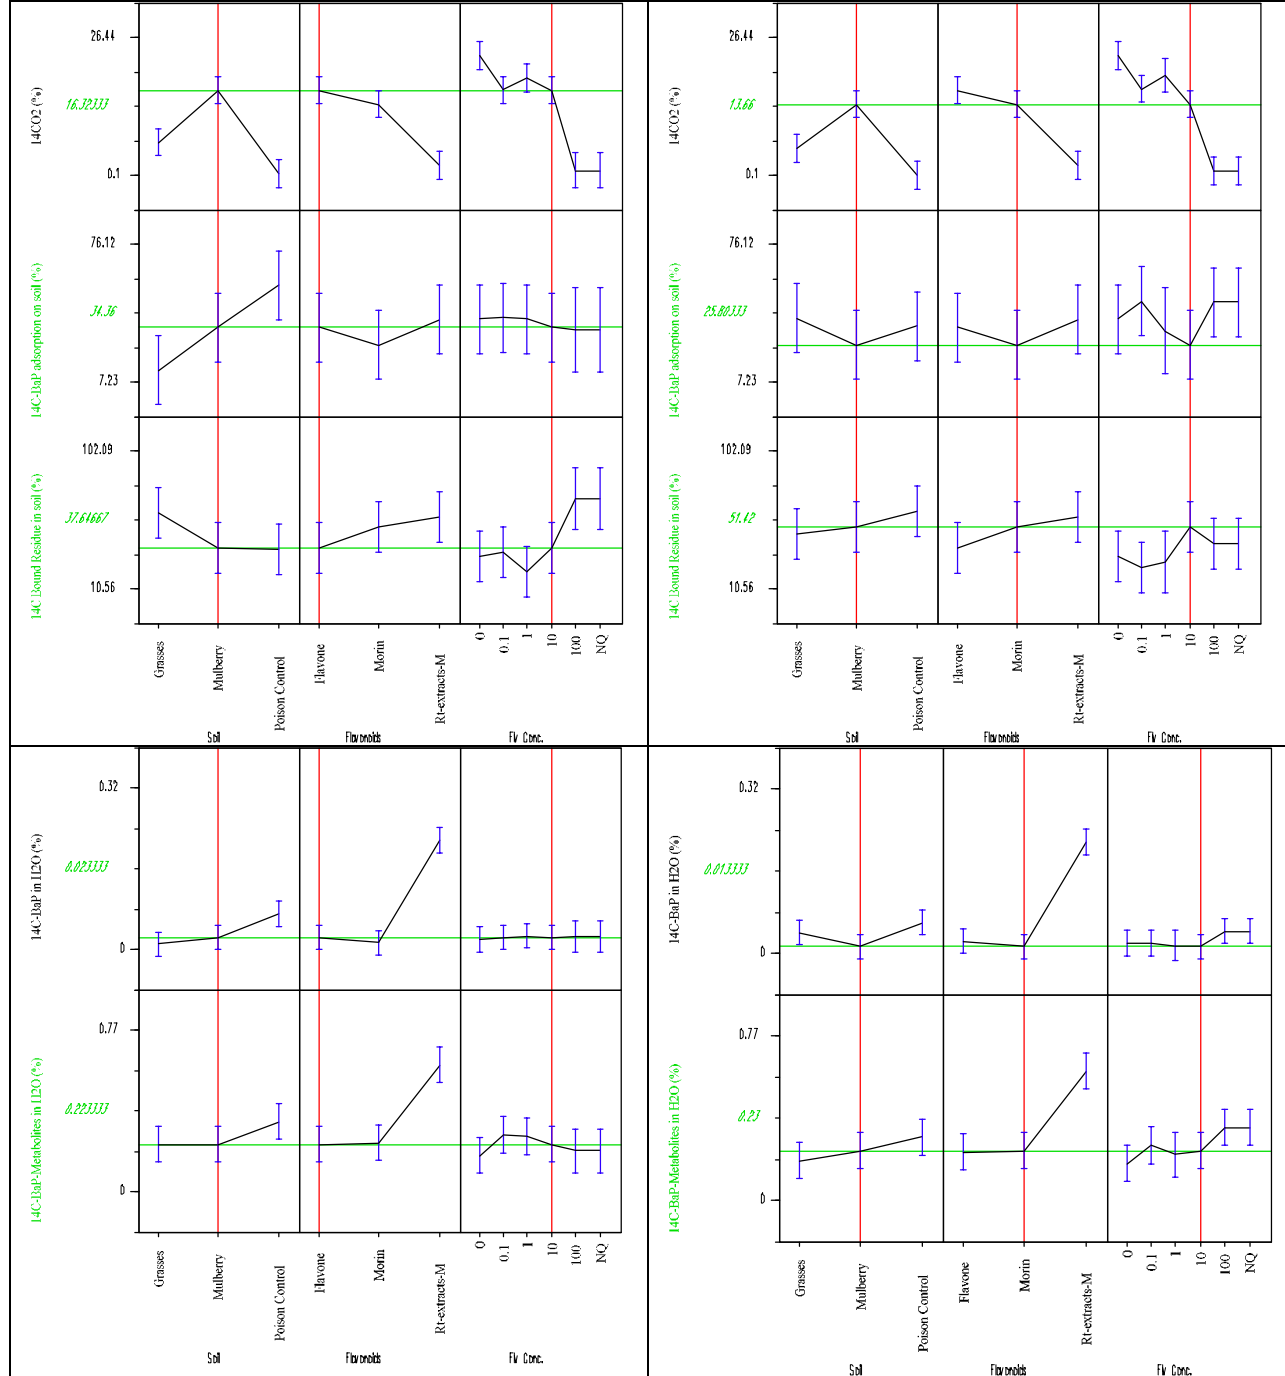 14CO2 (%)
26.44
16.32333
0.1
14C-BaP adsorption on soil (%)
76.12
34.36
7.23
14C Bound Residue in soil (%)
102.09
37.64667
10.56
Grasses
Mulberry
Poison Control
Flavone
Morin
Rt-extracts-M
0
0.1
1
10
100
NQ
Soil
Flavonoids
Flv Conc.
14CO2 (%)
26.44
13.66
0.1
14C-BaP adsorption on soil (%)
76.12
25.80333
7.23
14C Bound Residue in soil (%)
102.09
51.42
10.56
Grasses
Mulberry
Poison Control
Flavone
Morin
Rt-extracts-M
0
0.1
1
10
100
NQ
Soil
Flavonoids
Flv Conc.
14C-BaP in H2O (%)
0.32
0.023333
0
14C-BaP-Metabolites in H2O (%)
0.77
0.223333
0
Grasses
Mulberry
Poison Control
Flavone
Morin
Rt-extracts-M
0
0.1
1
10
100
NQ
Soil
Flavonoids
Flv Conc.
14C-BaP in H2O (%)
0.32
0.013333
0
14C-BaP-Metabolites in H2O (%)
0.77
0.23
0
Grasses
Mulberry
Poison Control
Flavone
Morin
Rt-extracts-M
0
0.1
1
10
100
NQ
Soil
Flavonoids
Flv Conc.